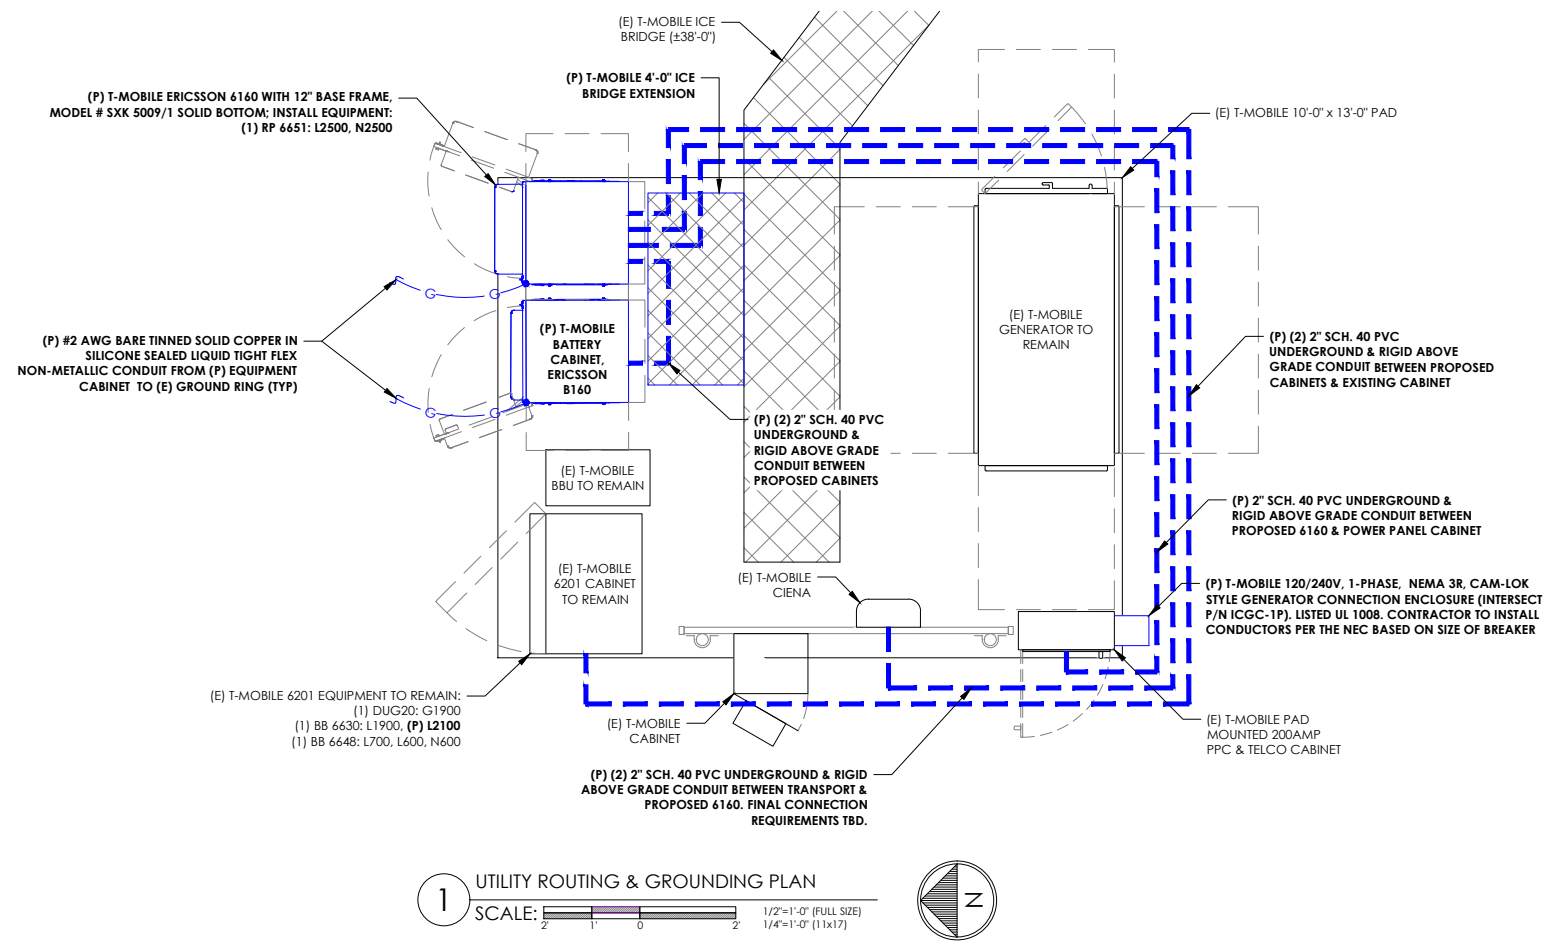 (E) T-MOBILE ICE
BRIDGE (±38'-0")
(P) T-MOBILE 4'-0" ICE
BRIDGE EXTENSION
(P) T-MOBILE ERICSSON 6160 WITH 12" BASE FRAME,
MODEL # SXK 5009/1 SOLID BOTTOM; INSTALL EQUIPMENT:
(1) RP 6651: L2500, N2500
(E) T-MOBILE 10'-0" x 13'-0" PAD
G
G
(P) #2 AWG BARE TINNED SOLID COPPER IN
SILICONE SEALED LIQUID TIGHT FLEX
NON-METALLIC CONDUIT FROM (P) EQUIPMENT
CABINET TO (E) GROUND RING (TYP)
G
G
(P) T-MOBILE
BATTERY
CABINET,
ERICSSON
B160
(E) T-MOBILE
GENERATOR TO
REMAIN
(P) (2) 2" SCH. 40 PVC
UNDERGROUND & RIGID ABOVE
GRADE CONDUIT BETWEEN PROPOSED
CABINETS & EXISTING CABINET
(P) (2) 2" SCH. 40 PVC
UNDERGROUND &
RIGID ABOVE GRADE
CONDUIT BETWEEN
PROPOSED CABINETS
(E) T-MOBILE
BBU TO REMAIN
(P) 2" SCH. 40 PVC UNDERGROUND &
RIGID ABOVE GRADE CONDUIT BETWEEN
PROPOSED 6160 & POWER PANEL CABINET
(E) T-MOBILE
6201 CABINET
TO REMAIN
(E) T-MOBILE
CIENA
(P) T-MOBILE 120/240V, 1-PHASE, NEMA 3R, CAM-LOK
STYLE GENERATOR CONNECTION ENCLOSURE (INTERSECT
P/N ICGC-1P). LISTED UL 1008. CONTRACTOR TO INSTALL
CONDUCTORS PER THE NEC BASED ON SIZE OF BREAKER
(E) T-MOBILE 6201 EQUIPMENT TO REMAIN:
(1) DUG20: G1900
(1) BB 6630: L1900, (P) L2100
(1) BB 6648: L700, L600, N600
(E) T-MOBILE
CABINET
(E) T-MOBILE PAD
MOUNTED 200AMP
PPC & TELCO CABINET
(P) (2) 2" SCH. 40 PVC UNDERGROUND & RIGID
ABOVE GRADE CONDUIT BETWEEN TRANSPORT &
PROPOSED 6160. FINAL CONNECTION
REQUIREMENTS TBD.
1
UTILITY ROUTING & GROUNDING PLAN
SCALE:
2' 1' 0 2'
1/2"=1'-0" (FULL SIZE)
1/4"=1'-0" (11x17)
N